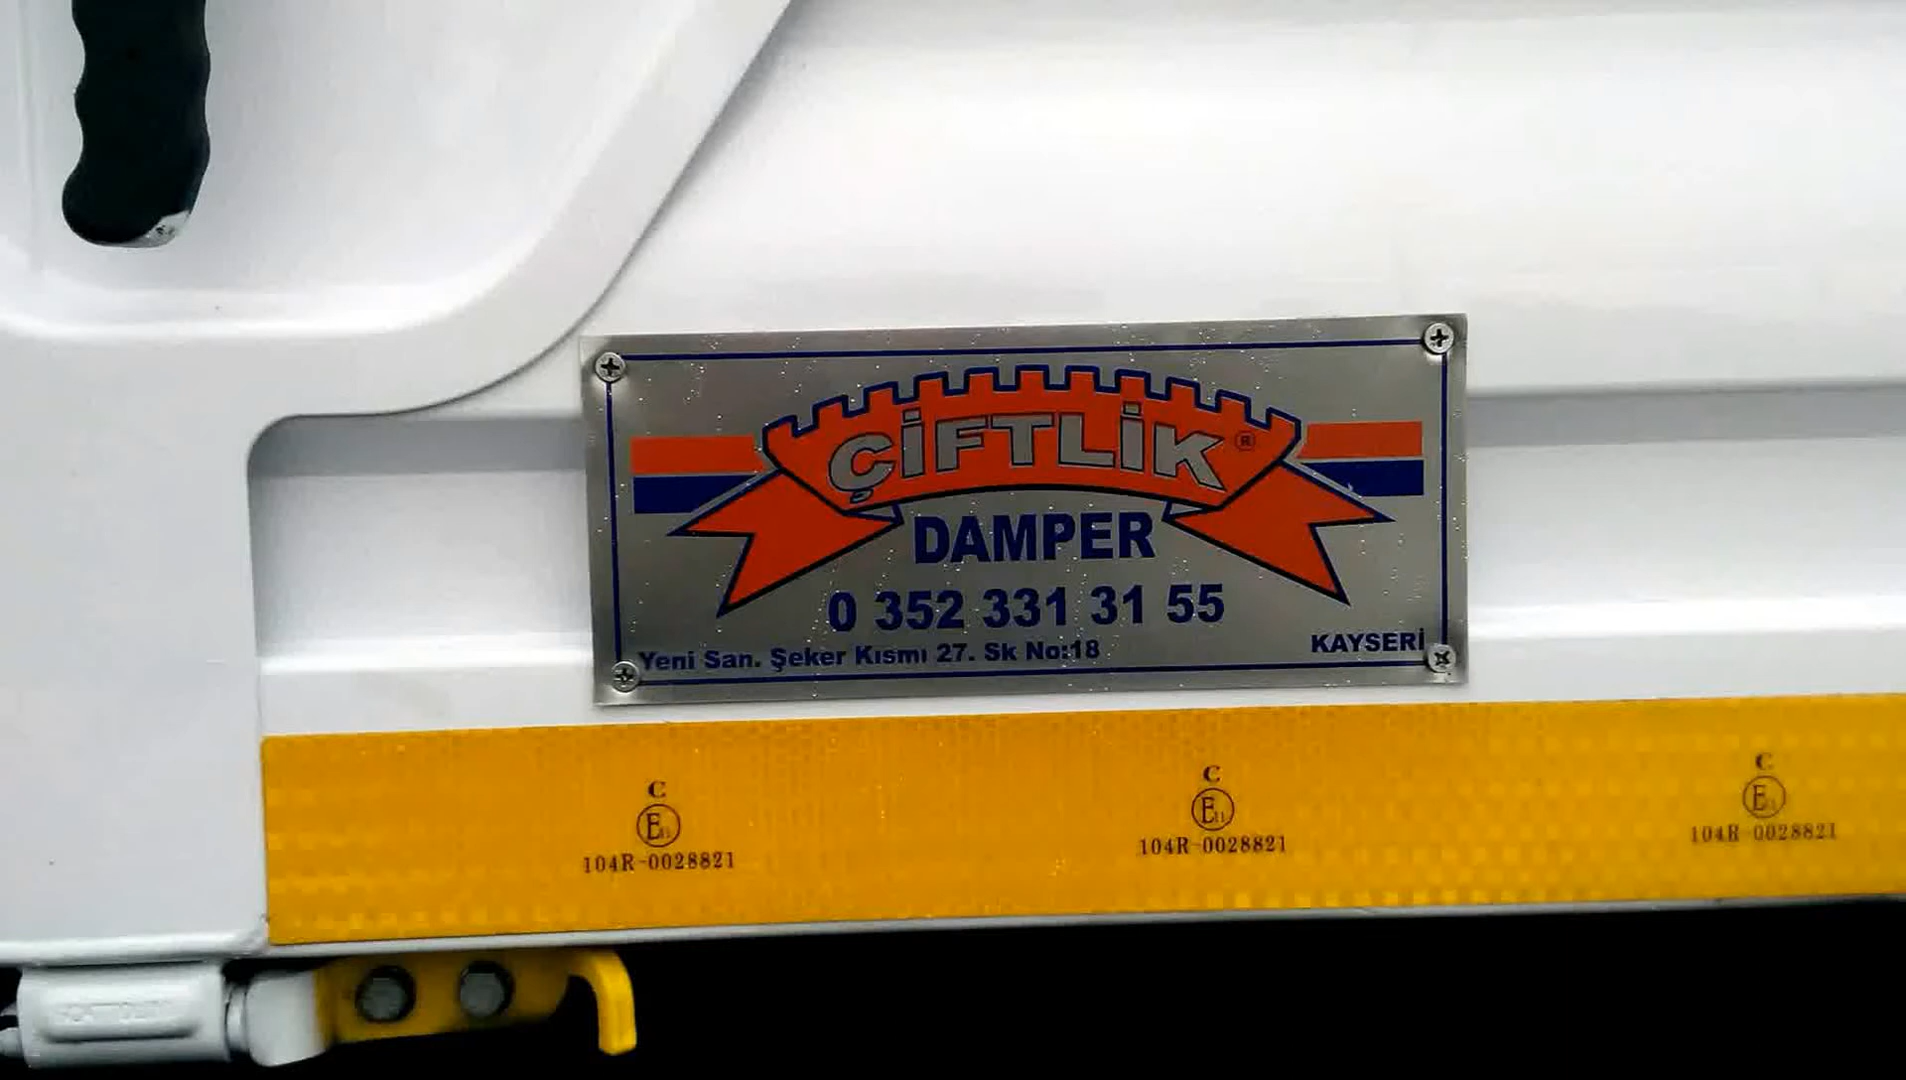 ÇİFTLİK ®
DAMPER
0 352 331 31 55
Yeni San. Şeker Kısmı 27. Sk No:18
KAYSERİ
C
E11
104R-0028821
C
E11
104R-0028821
C
E11
104R-0028821